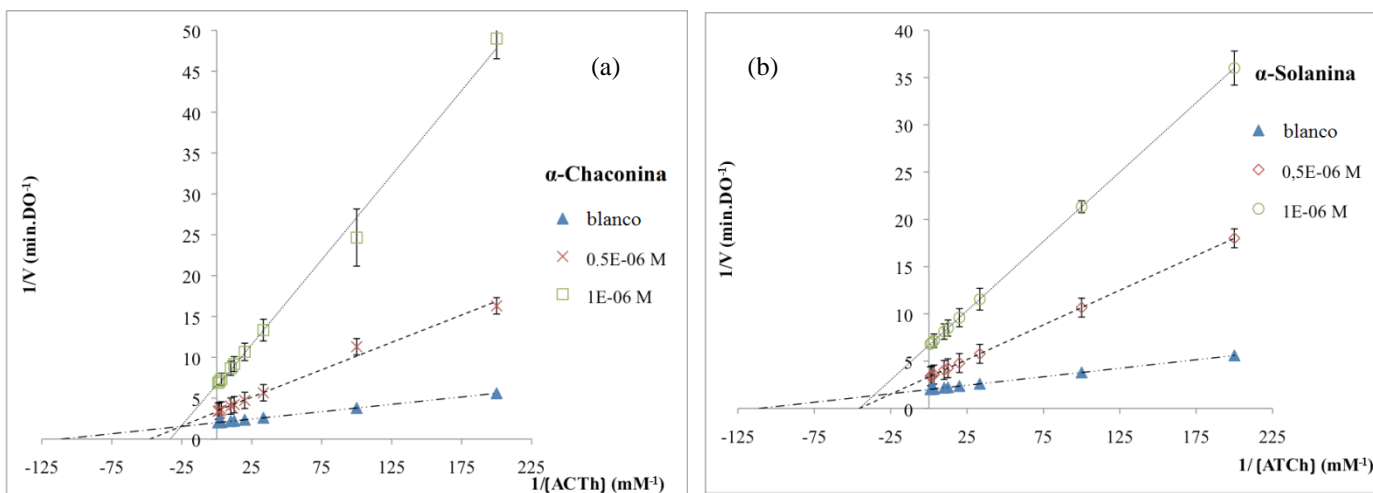 (a)
α-Chaconina
blanco
0.5E-06 M
1E-06 M
1/V (min.DO-1)
50
45
40
35
30
25
20
15
10
5
0
-125 -75 -25 25 75 125 175 225
1/{ACTh} (mM-1)
(b)
α-Solanina
blanco
0,5E-06 M
1E-06 M
1/V (min.DO-1)
40
35
30
25
20
15
10
5
0
-125 -75 -25 25 75 125 175 225
1/{ATCh} (mM-1)